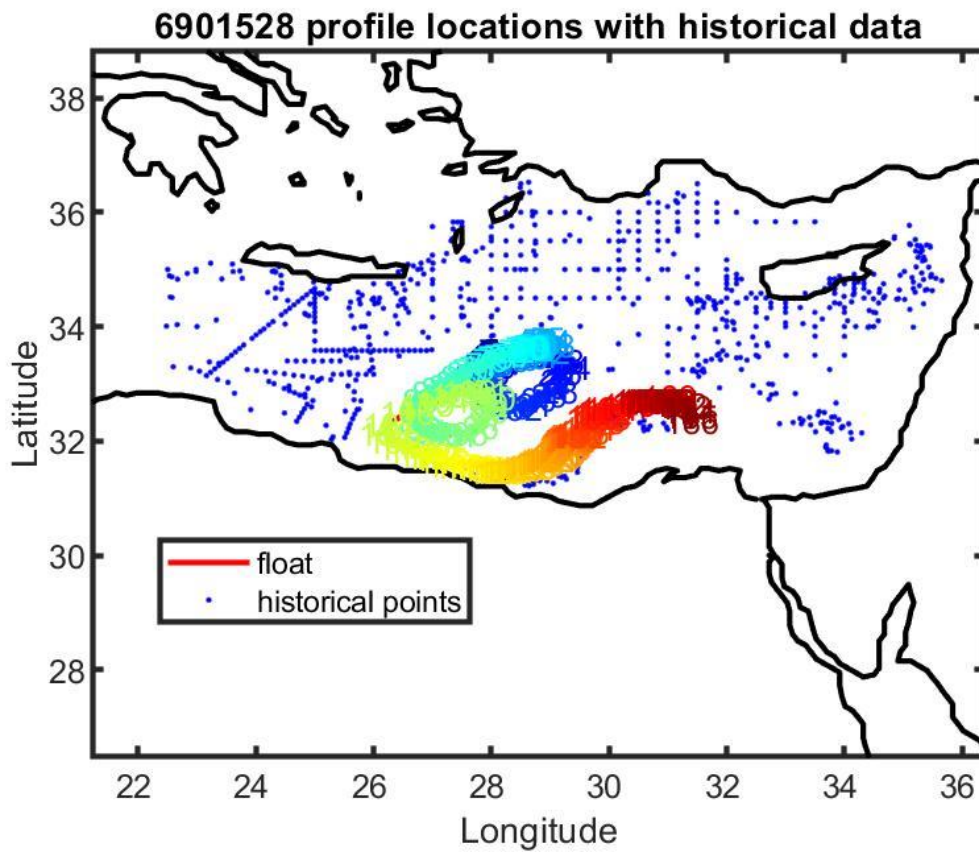 6901528 profile locations with historical data
38
36
34
32
30
28
Latitude
float
historical points
22 24 26 28 30 32 34 36
Longitude